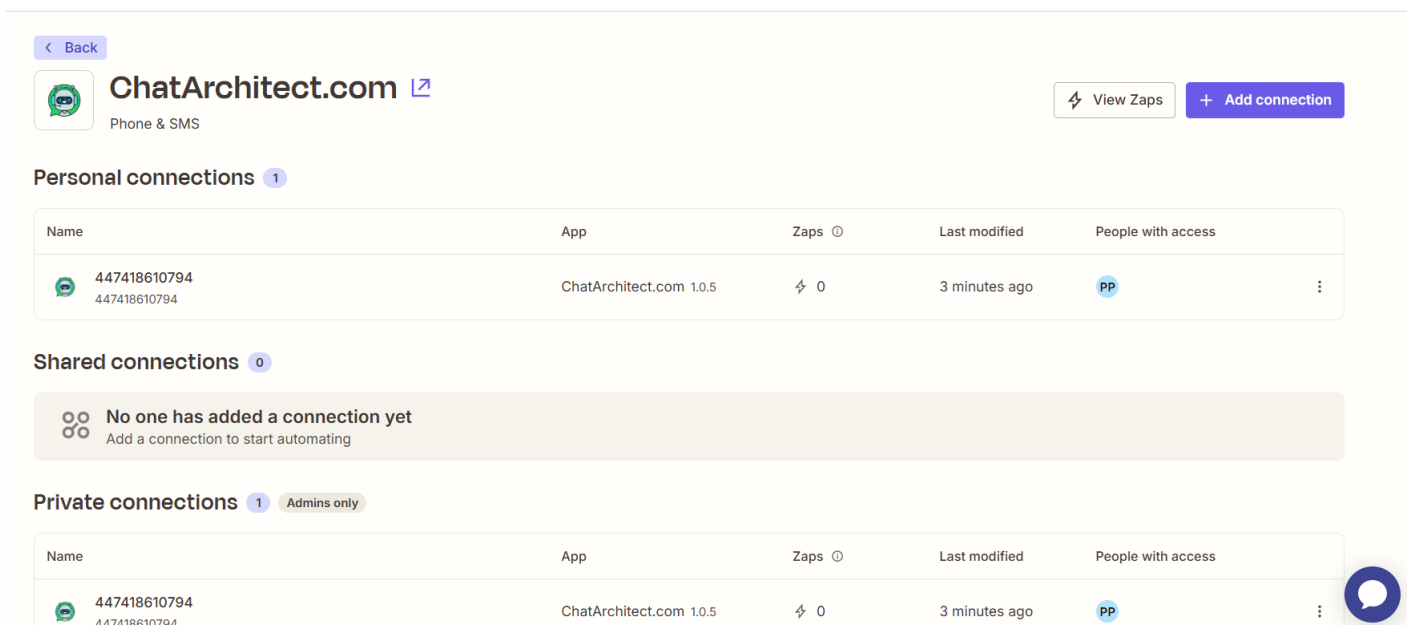 Back
ChatArchitect.com
Phone & SMS
View Zaps
+ Add connection
Personal connections 1
Name App Zaps Last modified People with access
447418610794
447418610794
ChatArchitect.com 1.0.5 0 3 minutes ago PP
Shared connections 0
No one has added a connection yet
Add a connection to start automating
Private connections 1 Admins only
Name App Zaps Last modified People with access
447418610794
447418610794
ChatArchitect.com 1.0.5 0 3 minutes ago PP